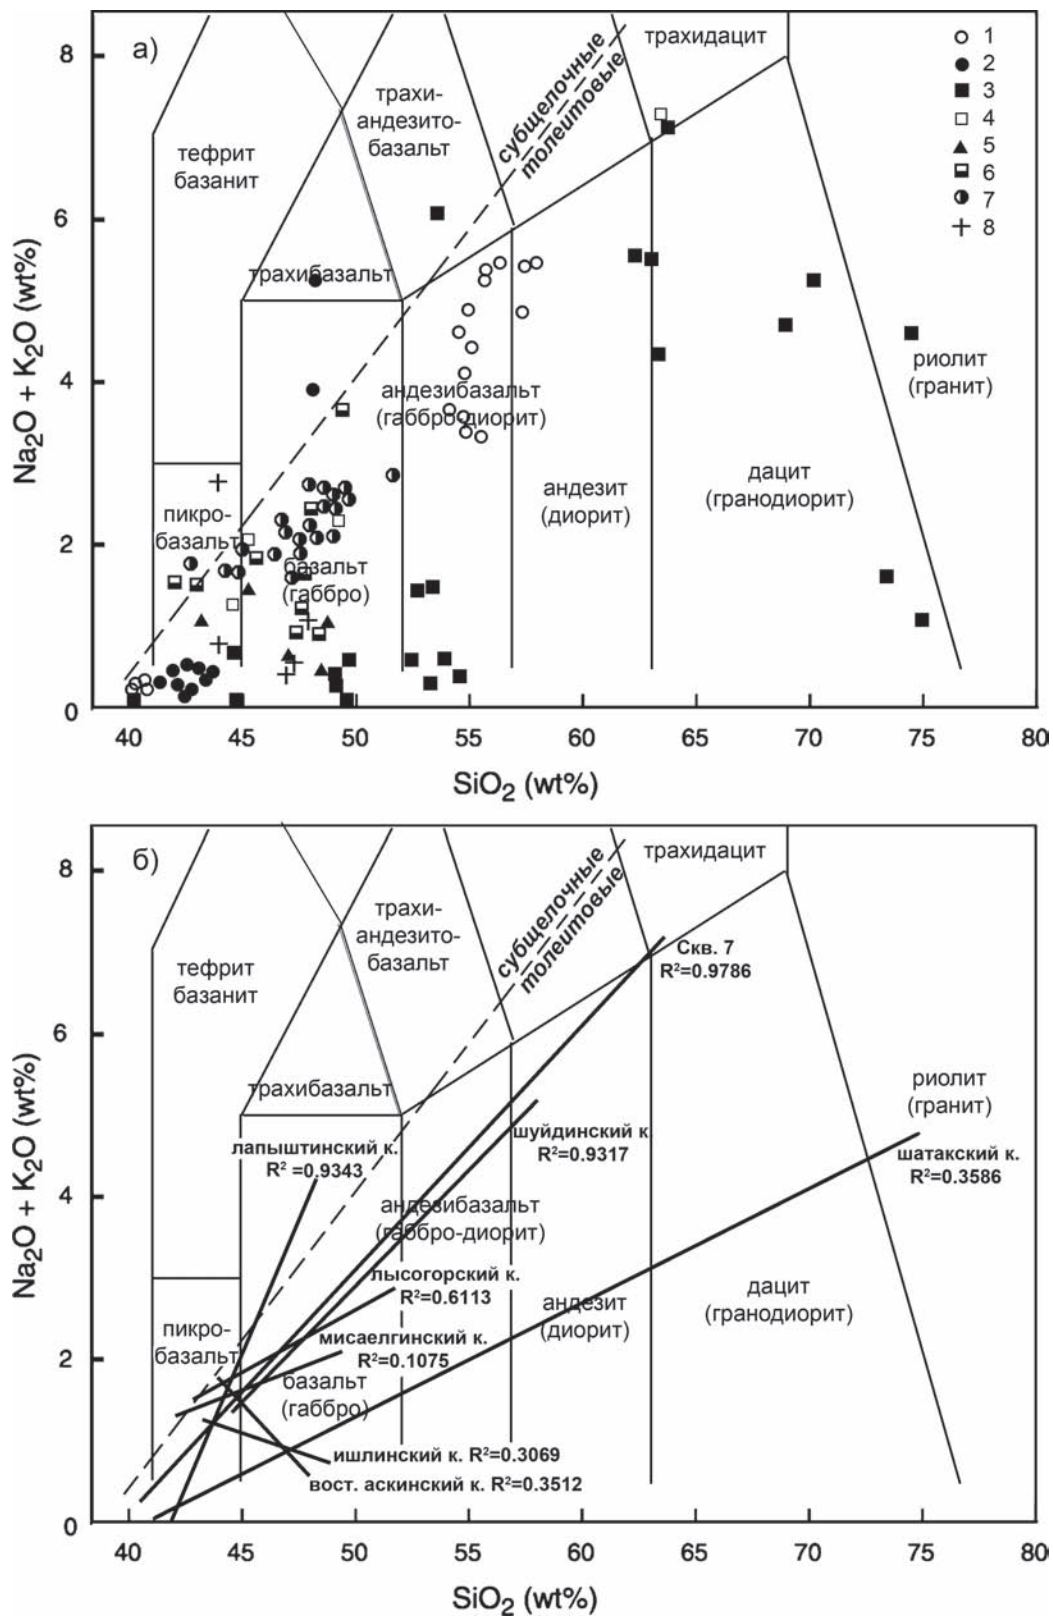 а)
субщелочные
толеитовые
трахидацит
1
2
3
4
5
6
7
8
трахи-
андезито-
базальт
тефрит
базанит
трахибазальт
андезибазальт
(габбро-диорит)
пикро-
базальт
базальт
(габбро)
андезит
(диорит)
дацит
(гранодиорит)
риолит
(гранит)
Na₂O + K₂O (wt%)
8
6
4
2
0
40 45 50 55 60 65 70 75 80
SiO₂ (wt%)
б)
субщелочные
толеитовые
трахидацит
трахи-
андезито-
базальт
тефрит
базанит
Скв. 7
R²=0.9786
трахибазальт
риолит
(гранит)
лапыштинский к.
R² =0.9343
шуйдинский к.
R²=0.9317
шатакский к.
R²=0.3586
андезибазальт
(габбро-диорит)
лысогорский к.
R²=0.6113
андезит
(диорит)
дацит
(гранодиорит)
пикро-
базальт
мисаелгинский к.
R²=0.1075
базальт
(габбро)
ишлинский к. R²=0.3069
вост. аскинский к. R²=0.3512
Na₂O + K₂O (wt%)
8
6
4
2
0
40 45 50 55 60 65 70 75 80
SiO₂ (wt%)